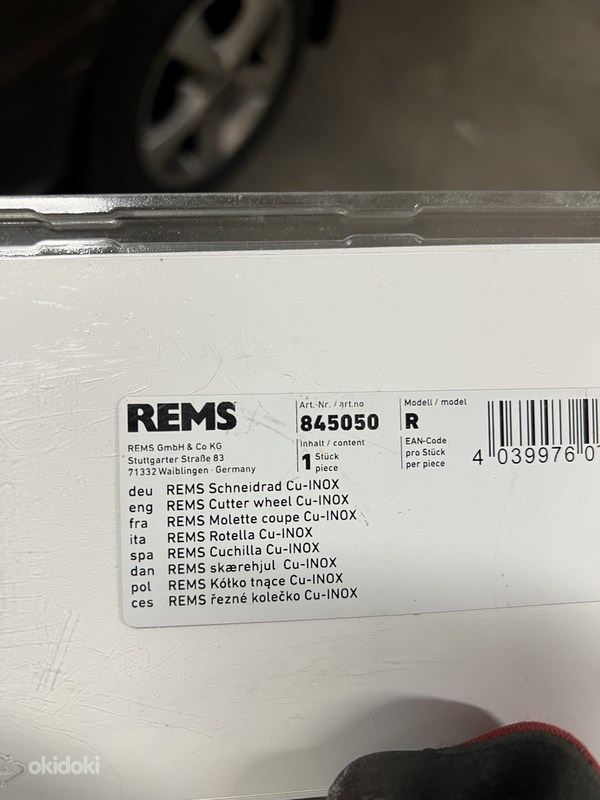 REMS
REMS GmbH & Co KG
Stuttgarter Straße 83
71332 Waiblingen · Germany
Art.-Nr. / art.no
845050
Inhalt / content
1 Stück
piece
Modell / model
R
EAN-Code
pro Stück
per piece
4 039976 0
deu REMS Schneidrad Cu-INOX
eng REMS Cutter wheel Cu-INOX
fra REMS Molette coupe Cu-INOX
ita REMS Rotella Cu-INOX
spa REMS Cuchilla Cu-INOX
dan REMS skærehjul Cu-INOX
pol REMS Kółko tnące Cu-INOX
ces REMS řezné kolečko Cu-INOX
okidoki